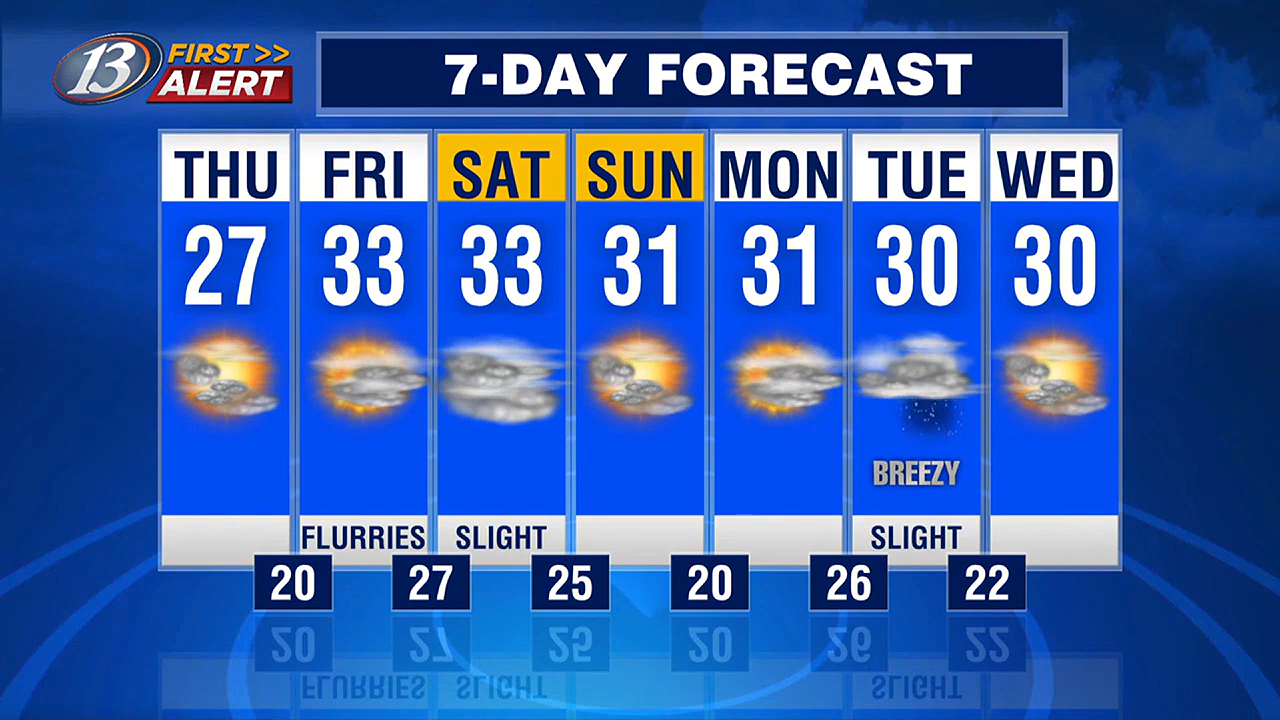 13 FIRST >>
ALERT
7-DAY FORECAST
THU FRI SAT SUN MON TUE WED
27 33 33 31 31 30 30
BREEZY
FLURRIES SLIGHT SLIGHT
20 27 25 20 26 22